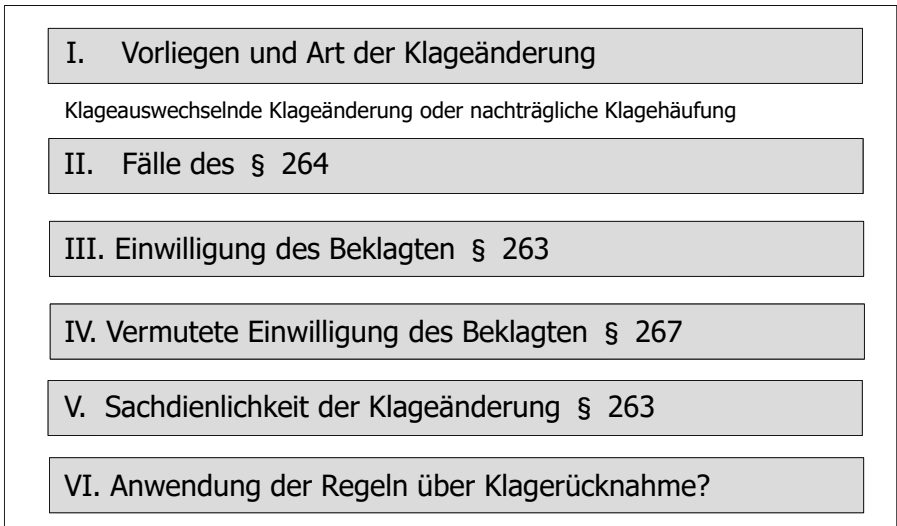 I. Vorliegen und Art der Klageänderung
Klageauswechselnde Klageänderung oder nachträgliche Klagehäufung
II. Fälle des § 264
III. Einwilligung des Beklagten § 263
IV. Vermutete Einwilligung des Beklagten § 267
V. Sachdienlichkeit der Klageänderung § 263
VI. Anwendung der Regeln über Klagerücknahme?